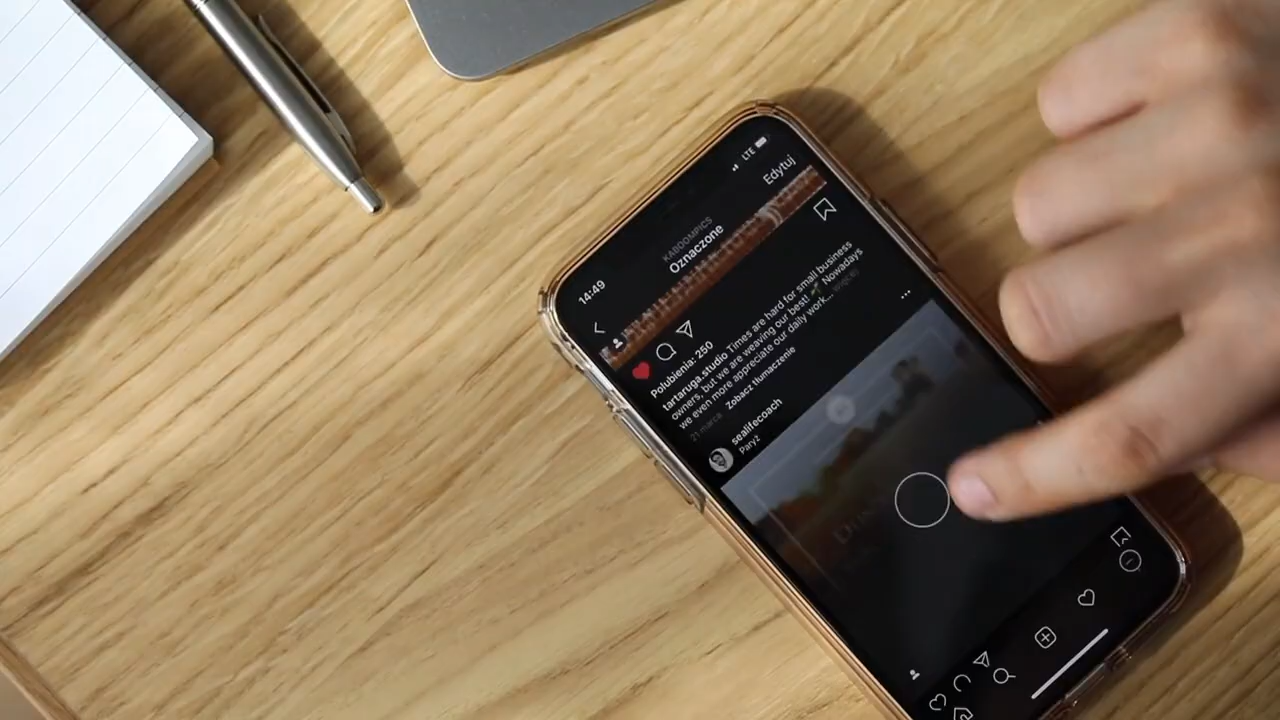 14:49
LTE
KABOOMPICS
Oznaczone
Edytuj
Polubienia: 250
tartaruga.studio Times are hard for small business
owners, but we are weaving our best! 🌱 Nowadays
we even more appreciate our daily work... więcej
21 marca · Zobacz tłumaczenie
sealifecoach
Paryż